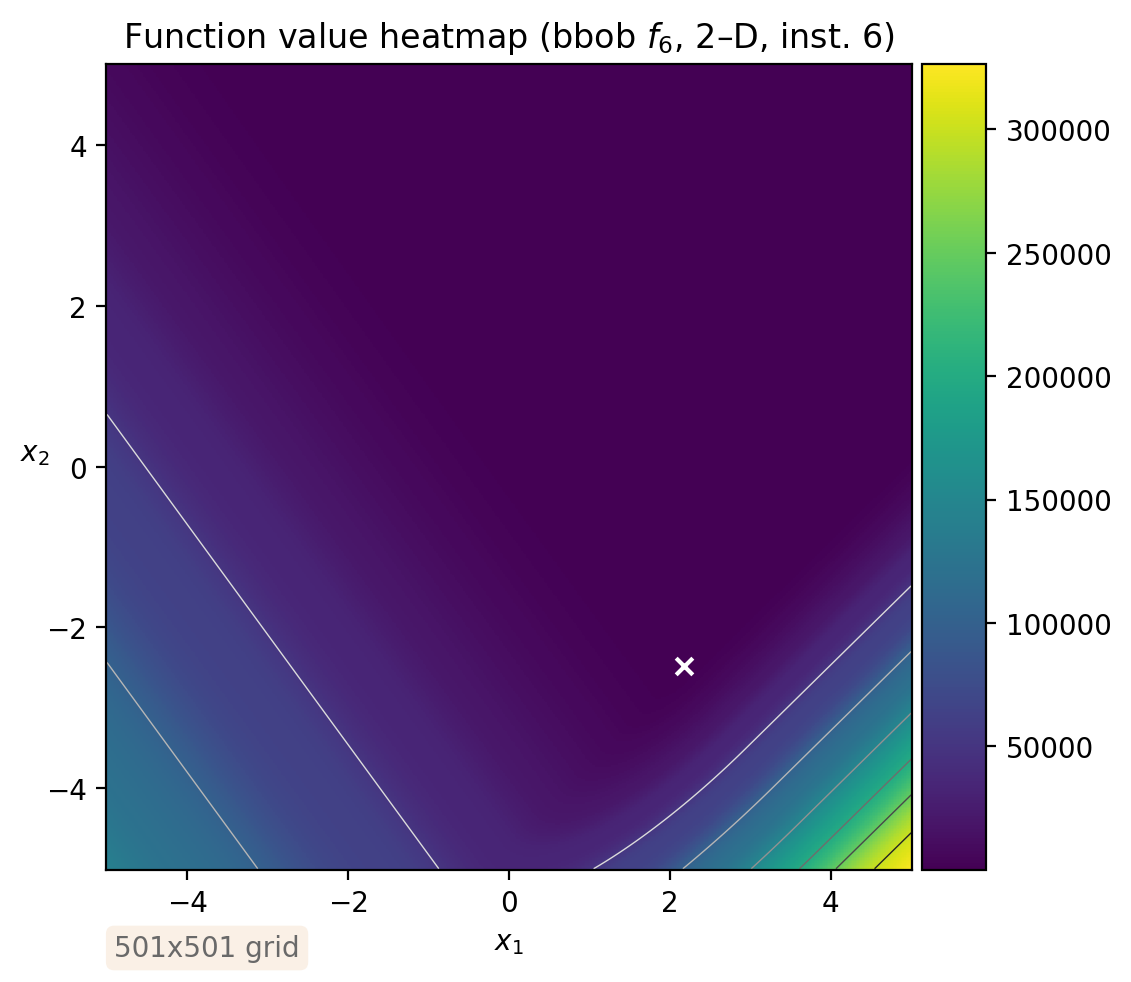 Function value heatmap (bbob f₆, 2–D, inst. 6)
4
2
0
−2
−4
x₂
−4 −2 0 2 4
x₁
300000
250000
200000
150000
100000
50000
501x501 grid